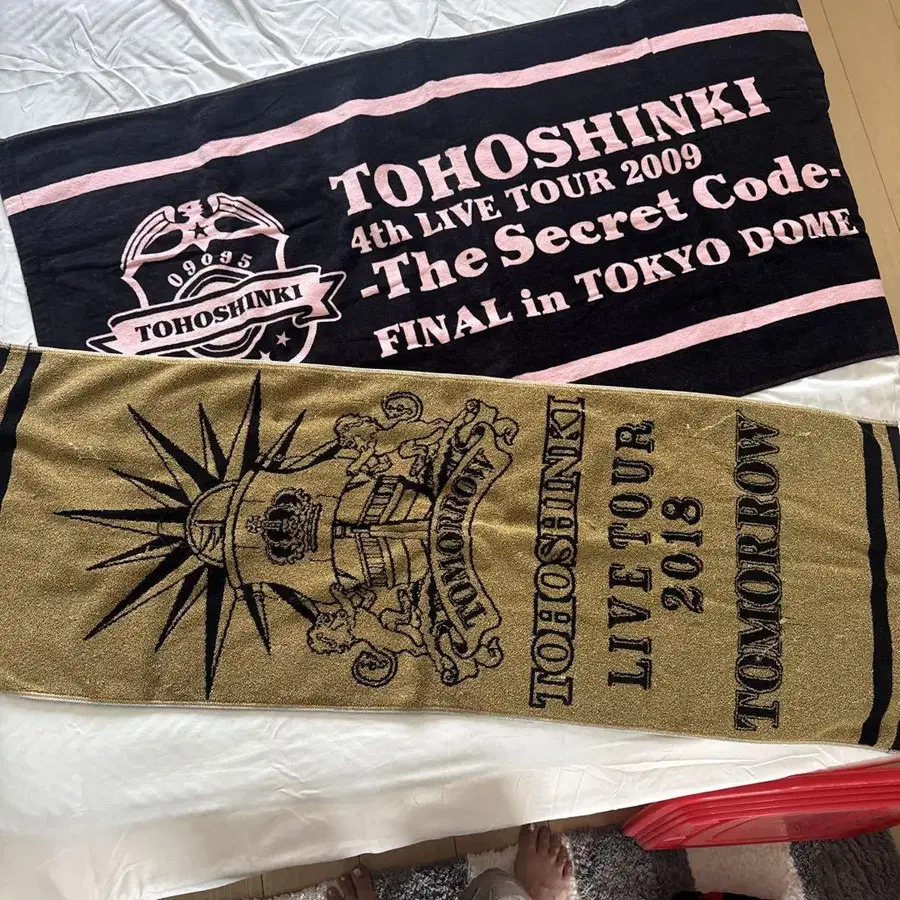 TOHOSHINKI
4th LIVE TOUR 2009
-The Secret Code-
FINAL in TOKYO DOME
09095
TOHOSHINKI
TOMORROW
TOHOSHINKI
LIVE TOUR
2018
TOMORROW